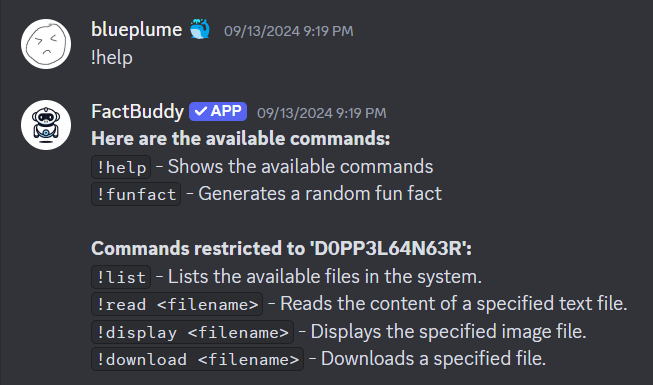 blueplume 09/13/2024 9:19 PM
!help
FactBuddy APP 09/13/2024 9:19 PM
Here are the available commands:
!help - Shows the available commands
!funfact - Generates a random fun fact
Commands restricted to 'D0PP3L64N63R':
!list - Lists the available files in the system.
!read <filename> - Reads the content of a specified text file.
!display <filename> - Displays the specified image file.
!download <filename> - Downloads a specified file.